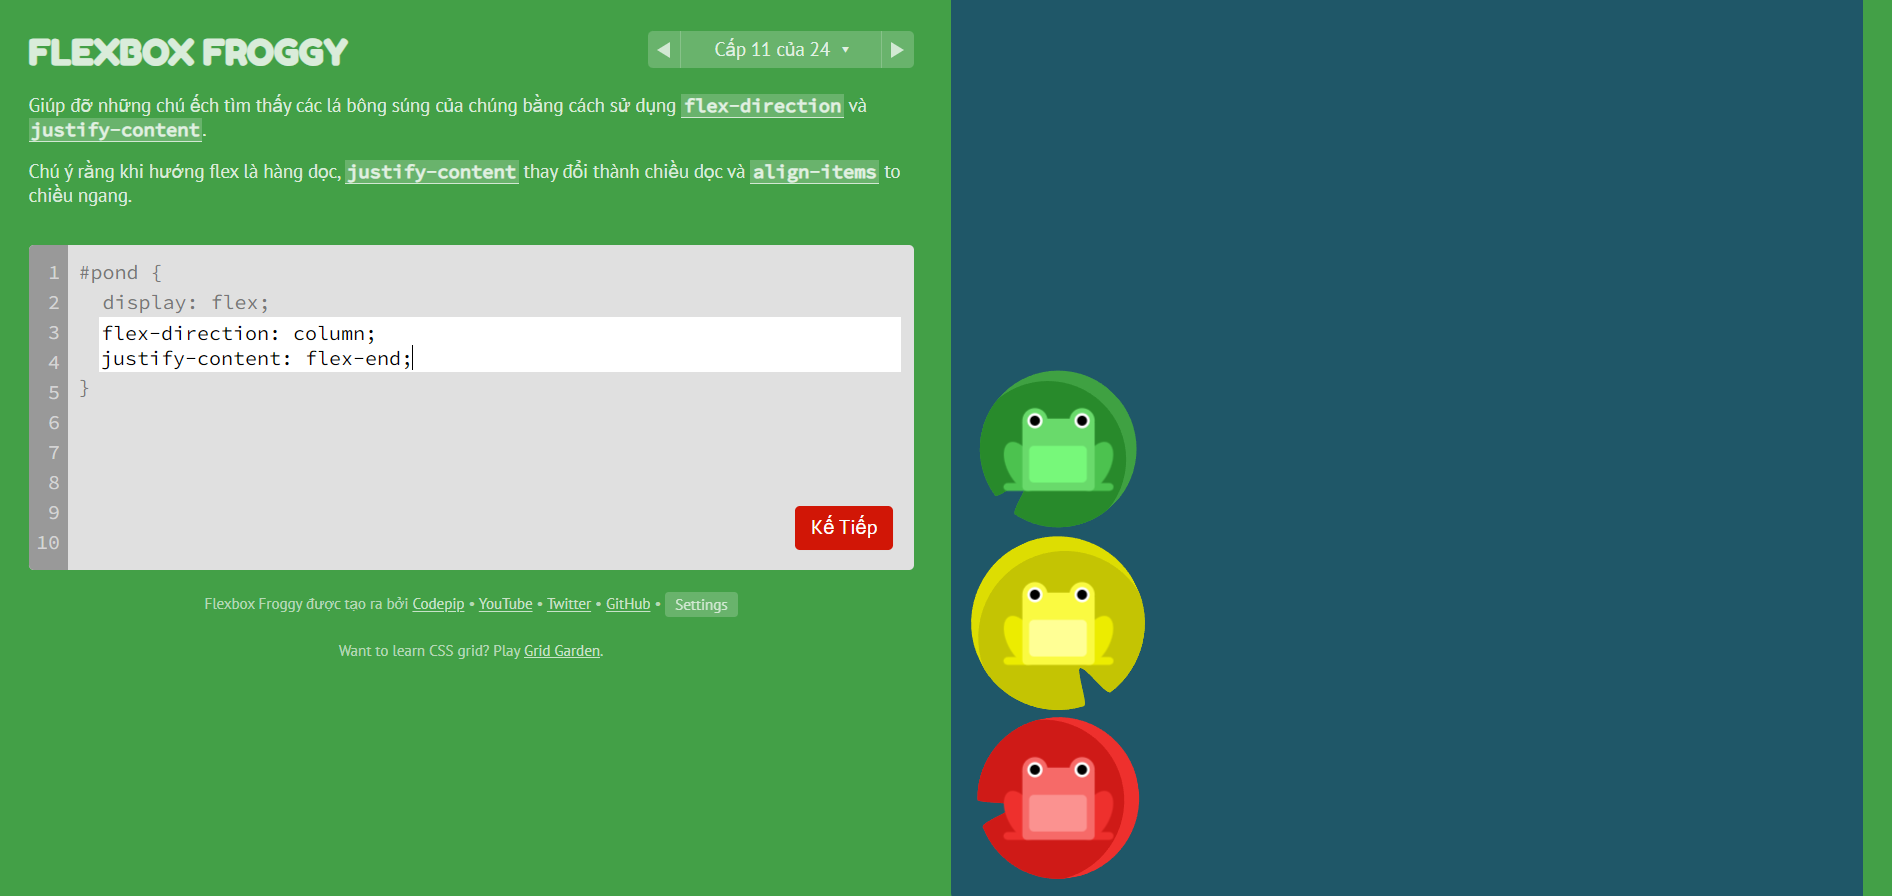 FLEXBOX FROGGY
Cấp 11 của 24 ▼
Giúp đỡ những chú ếch tìm thấy các lá bông súng của chúng bằng cách sử dụng flex-direction và
justify-content.
Chú ý rằng khi hướng flex là hàng dọc, justify-content thay đổi thành chiều dọc và align-items to
chiều ngang.
1 #pond {
2 display: flex;
3 flex-direction: column;
4 justify-content: flex-end;
5 }
6
7
8
9
10
Kế Tiếp
Flexbox Froggy được tạo ra bởi Codepip • YouTube • Twitter • GitHub • Settings
Want to learn CSS grid? Play Grid Garden.